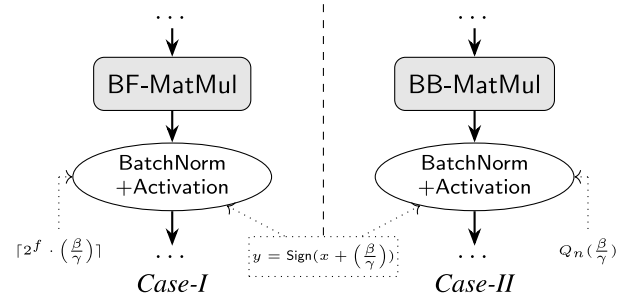 ... ...
BF-MatMul BB-MatMul
BatchNorm
+Activation
BatchNorm
+Activation
⌈2^f · (β/γ)⌉ ... y = Sign(x + (β/γ)) ... Q_n(β/γ)
Case-I Case-II